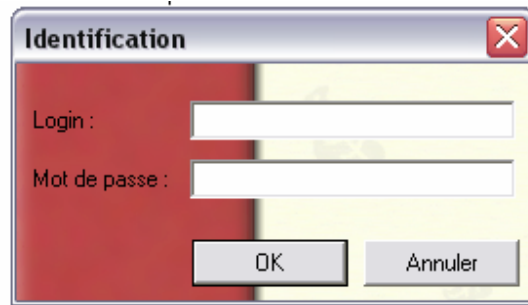 Identification
Login :
Mot de passe :
OK Annuler